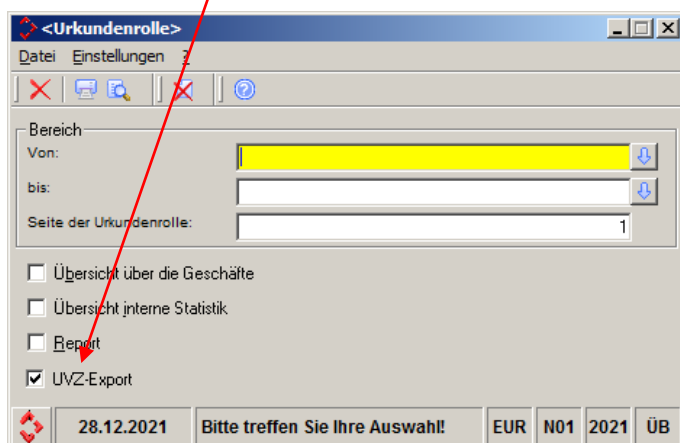 <Urkundenrolle>
Datei Einstellungen ?
Bereich
Von:
bis:
Seite der Urkundenrolle: 1
Übersicht über die Geschäfte
Übersicht interne Statistik
Report
UVZ-Export
28.12.2021 Bitte treffen Sie Ihre Auswahl! EUR N01 2021 ÜB